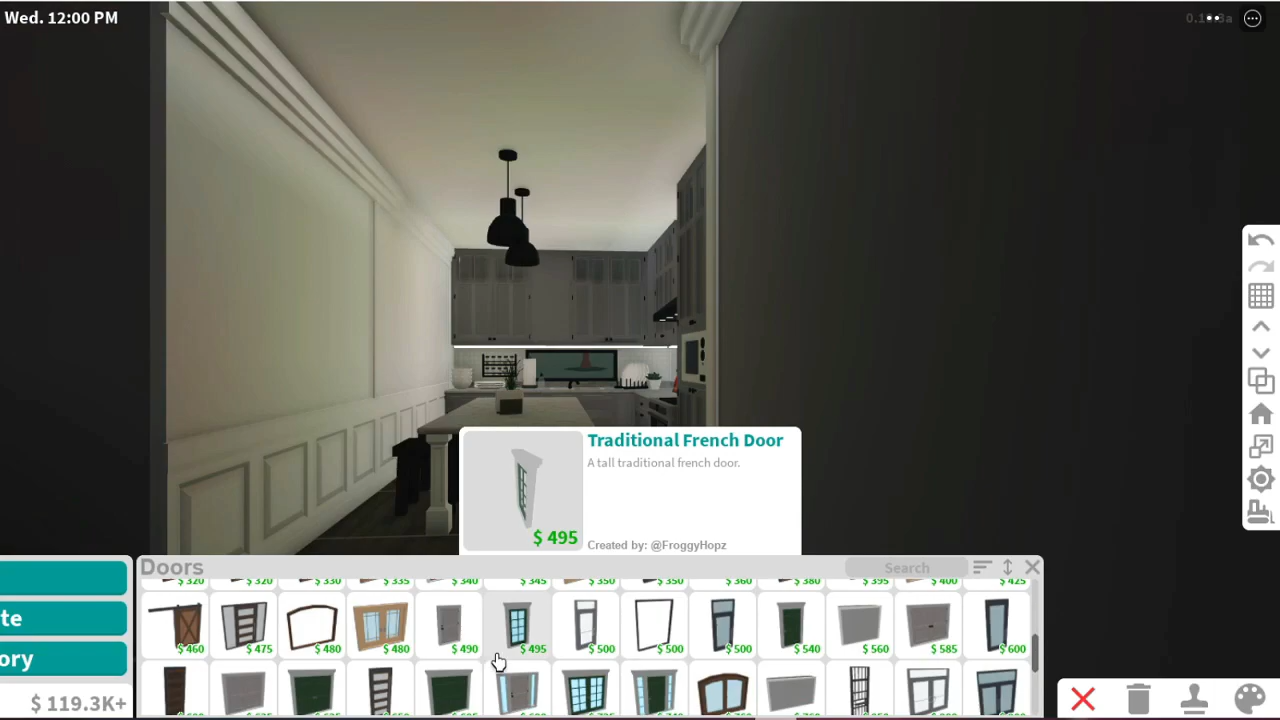 Wed. 12:00 PM
Traditional French Door
A tall traditional french door.
$ 495
Created by: @FroggyHopz
Doors
Search
$ 320 $ 320 $ 330 $ 335 $ 340 $ 345 $ 350 $ 350 $ 360 $ 380 $ 395 $ 400 $ 425
te
$ 460 $ 475 $ 480 $ 480 $ 490 $ 495 $ 500 $ 500 $ 500 $ 540 $ 560 $ 585 $ 600
ory
$ 119.3K+